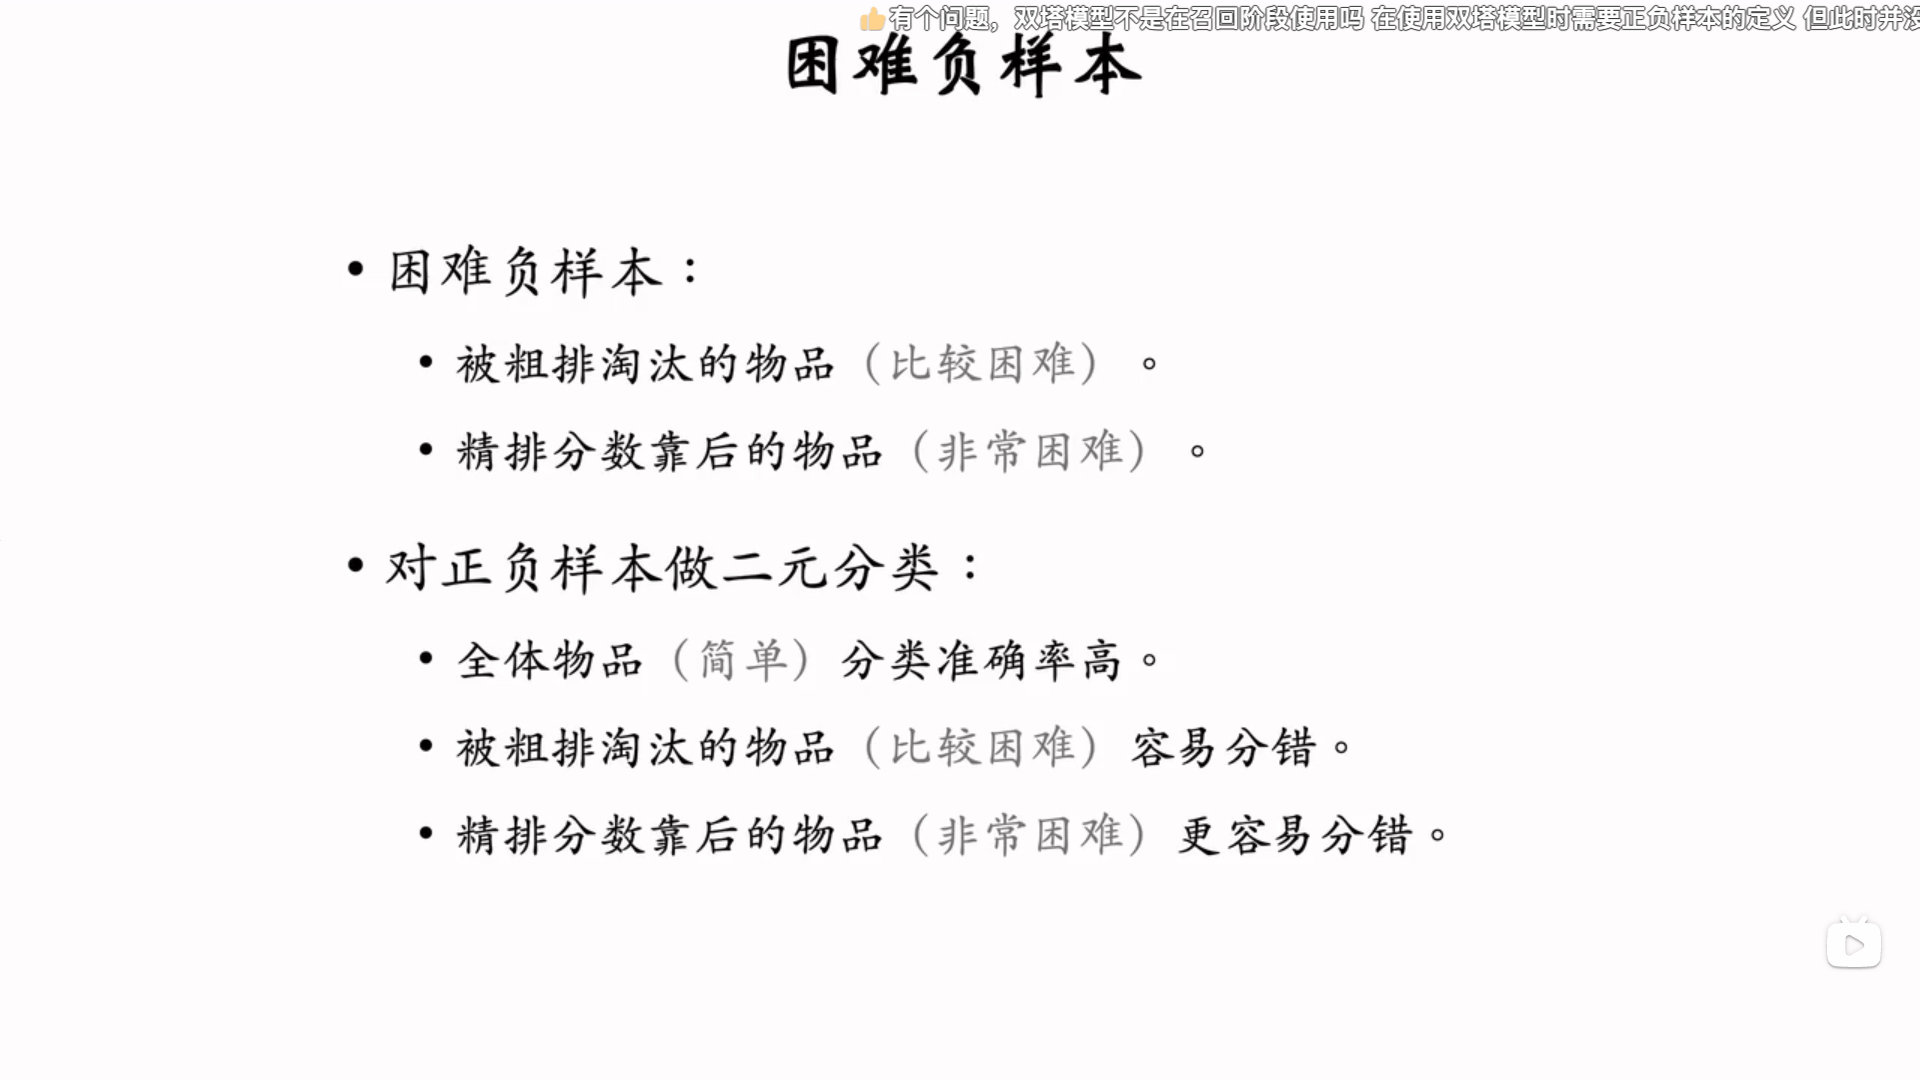 👍有个问题，双塔模型不是在召回阶段使用吗 在使用双塔模型时需要正负样本的定义 但此时并没
困难负样本
• 困难负样本：
• 被粗排淘汰的物品（比较困难）。
• 精排分数靠后的物品（非常困难）。
• 对正负样本做二元分类：
• 全体物品（简单）分类准确率高。
• 被粗排淘汰的物品（比较困难）容易分错。
• 精排分数靠后的物品（非常困难）更容易分错。